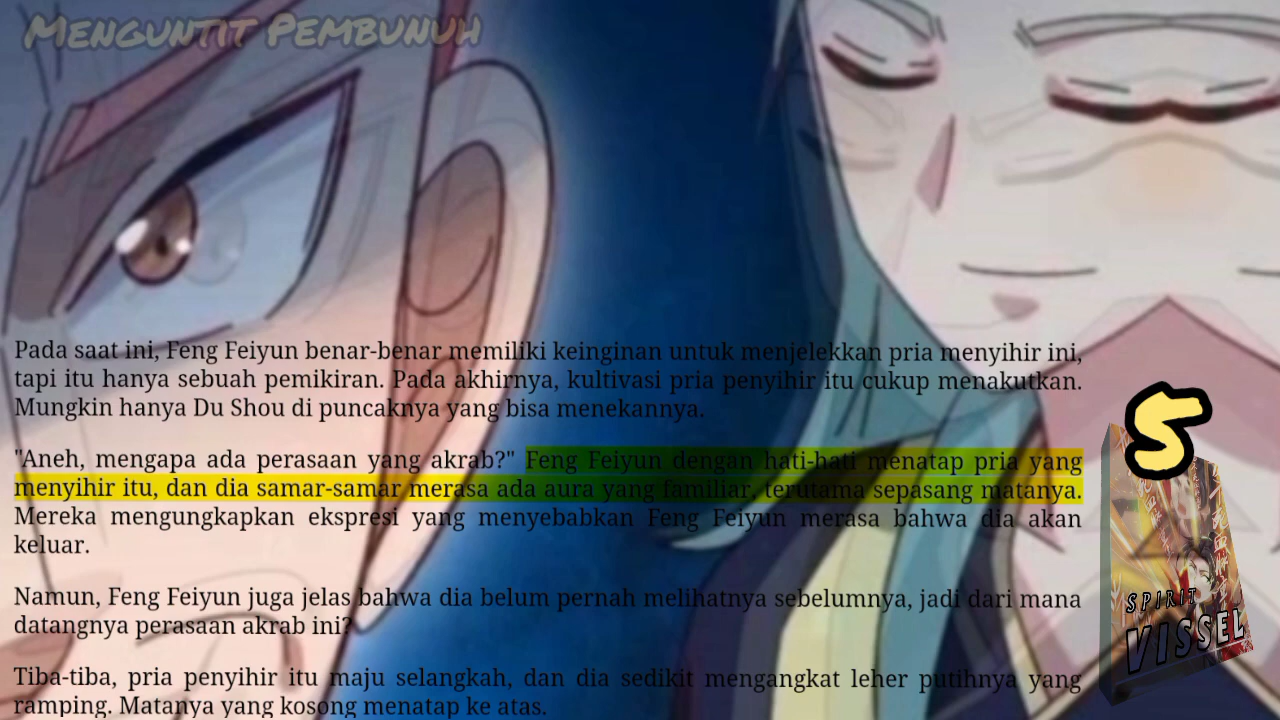 Menguntit Pembunuh
Pada saat ini, Feng Feiyun benar-benar memiliki keinginan untuk menjelekkan pria menyihir ini,
tapi itu hanya sebuah pemikiran. Pada akhirnya, kultivasi pria penyihir itu cukup menakutkan.
Mungkin hanya Du Shou di puncaknya yang bisa menekannya.
"Aneh, mengapa ada perasaan yang akrab?" Feng Feiyun dengan hati-hati menatap pria yang
menyihir itu, dan dia samar-samar merasa ada aura yang familiar, terutama sepasang matanya.
Mereka mengungkapkan ekspresi yang menyebabkan Feng Feiyun merasa bahwa dia akan
keluar.
Namun, Feng Feiyun juga jelas bahwa dia belum pernah melihatnya sebelumnya, jadi dari mana
datangnya perasaan akrab ini?
Tiba-tiba, pria penyihir itu maju selangkah, dan dia sedikit mengangkat leher putihnya yang
ramping. Matanya yang kosong menatap ke atas.
S
SPIRIT
VISSEL